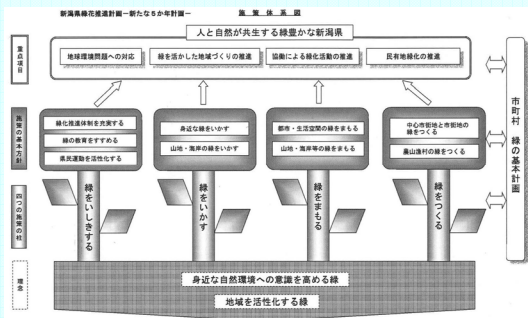 新潟県緑花推進計画－新たな5か年計画－
施策体系図
人と自然が共生する緑豊かな新潟県
重点項目
地球環境問題への対応
緑を活かした地域づくりの推進
協働による緑化活動の推進
民有地緑化の推進
施策の基本方針
緑化推進体制を充実する
緑の教育をすすめる
県民運動を活性化する
身近な緑をいかす
山地・海岸の緑をいかす
都市・生活空間の緑をまもる
山地・海岸等の緑をまもる
中心市街地と市街地の
緑をつくる
農山漁村の緑をつくる
四つの施策の柱
緑をいしきする
緑をいかす
緑をまもる
緑をつくる
理念
身近な自然環境への意識を高める緑
地域を活性化する緑
市町村 緑の基本計画